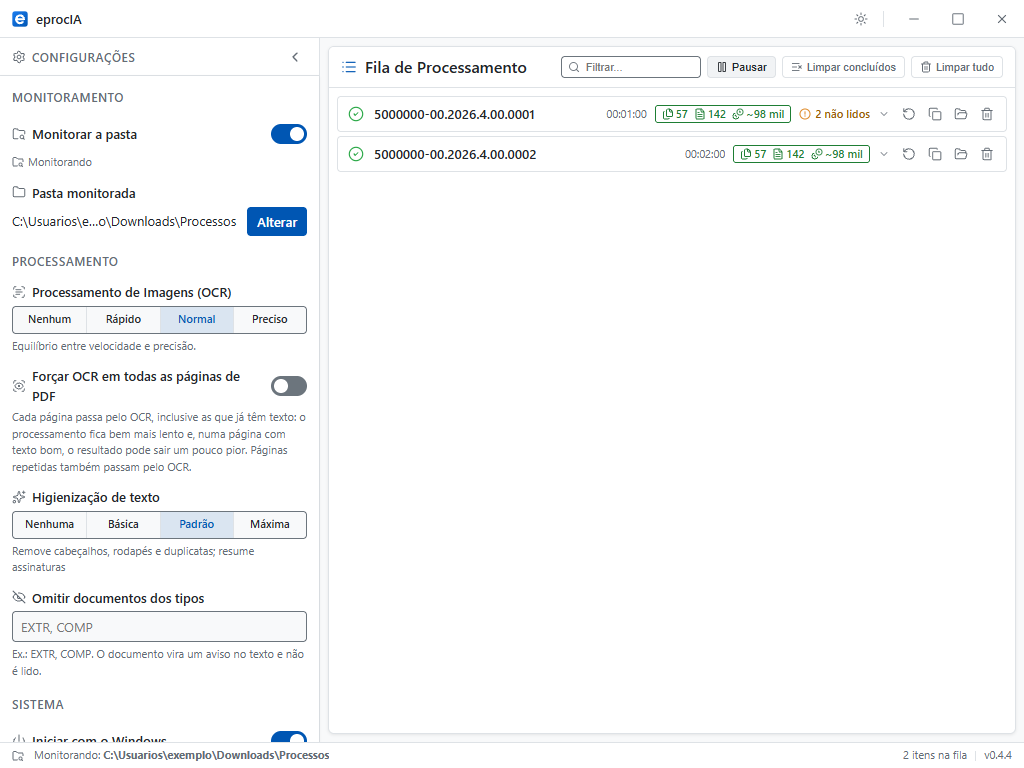 eprocIA
CONFIGURAÇÕES
MONITORAMENTO
Monitorar a pasta
Monitorando
Pasta monitorada
C:\Usuarios\e...o\Downloads\Processos
Alterar
PROCESSAMENTO
Processamento de Imagens (OCR)
Nenhum Rápido Normal Preciso
Equilíbrio entre velocidade e precisão.
Forçar OCR em todas as páginas de
PDF
Cada página passa pelo OCR, inclusive as que já têm texto: o
processamento fica bem mais lento e, numa página com
texto bom, o resultado pode sair um pouco pior. Páginas
repetidas também passam pelo OCR.
Higienização de texto
Nenhuma Básica Padrão Máxima
Remove cabeçalhos, rodapés e duplicatas; resume
assinaturas
Omitir documentos dos tipos
EXTR, COMP
Ex.: EXTR, COMP. O documento vira um aviso no texto e não
é lido.
SISTEMA
Iniciar com o Windows
Fila de Processamento
Filtrar...
Pausar
Limpar concluídos
Limpar tudo
5000000-00.2026.4.00.0001 00:01:00 57 142 ~98 mil 2 não lidos
5000000-00.2026.4.00.0002 00:02:00 57 142 ~98 mil
Monitorando: C:\Usuarios\exemplo\Downloads\Processos
2 itens na fila v0.4.4